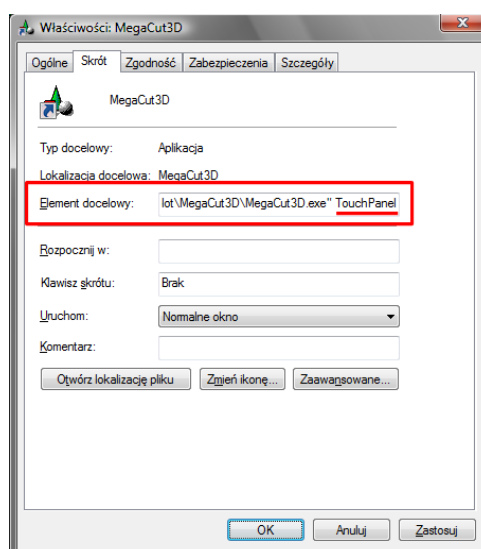 Właściwości: MegaCut3D
Ogólne Skrót Zgodność Zabezpieczenia Szczegóły
MegaCut3D
Typ docelowy: Aplikacja
Lokalizacja docelowa: MegaCut3D
Element docelowy: lot\MegaCut3D\MegaCut3D.exe" TouchPanel
Rozpocznij w:
Klawisz skrótu: Brak
Uruchom: Normalne okno
Komentarz:
Otwórz lokalizację pliku Zmień ikonę... Zaawansowane...
OK Anuluj Zastosuj